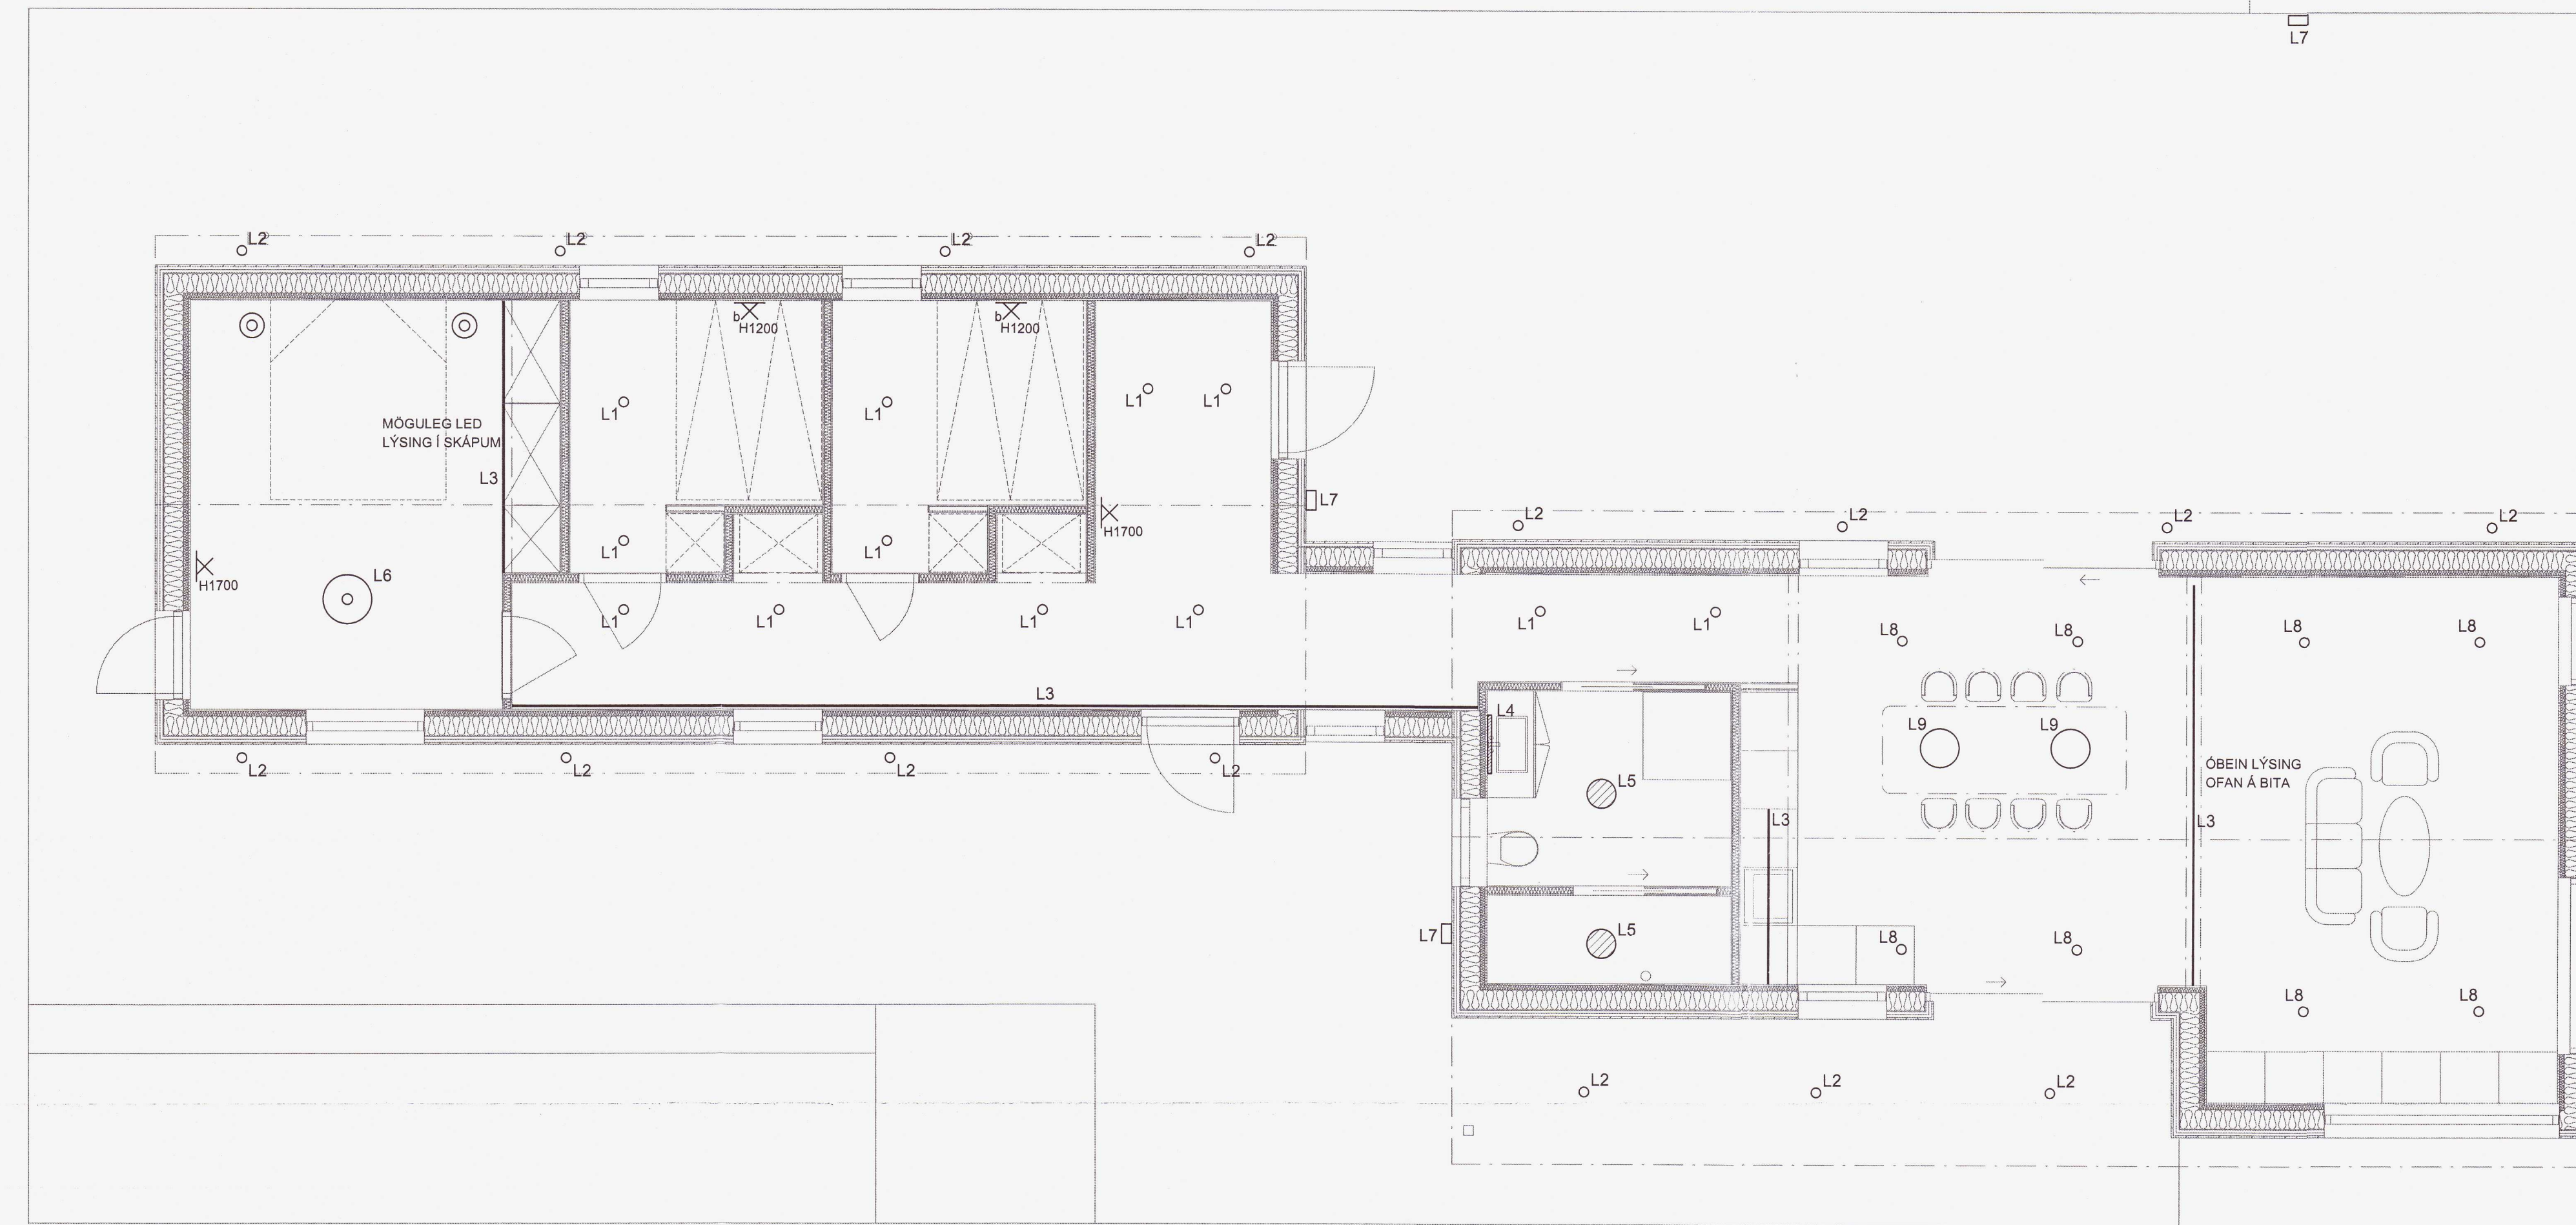 L7
L2
L2
L2
L2
b
H1200
b
H1200
L1
L1
L1
L1
MÖGULEG LED
LÝSING Í SKÁPUM
L3
L7
L2
L2
L2
L2
H1700
L1
L1
H1700
L6
L1
L1
L1
L1
L1
L1
L8
L8
L8
L8
L3
L4
L9
L9
L2
L2
L2
L2
L5
ÓBEIN LÝSING
OFAN Á BITA
L3
L3
L7
L5
L8
L8
L8
L8
L2
L2
L2